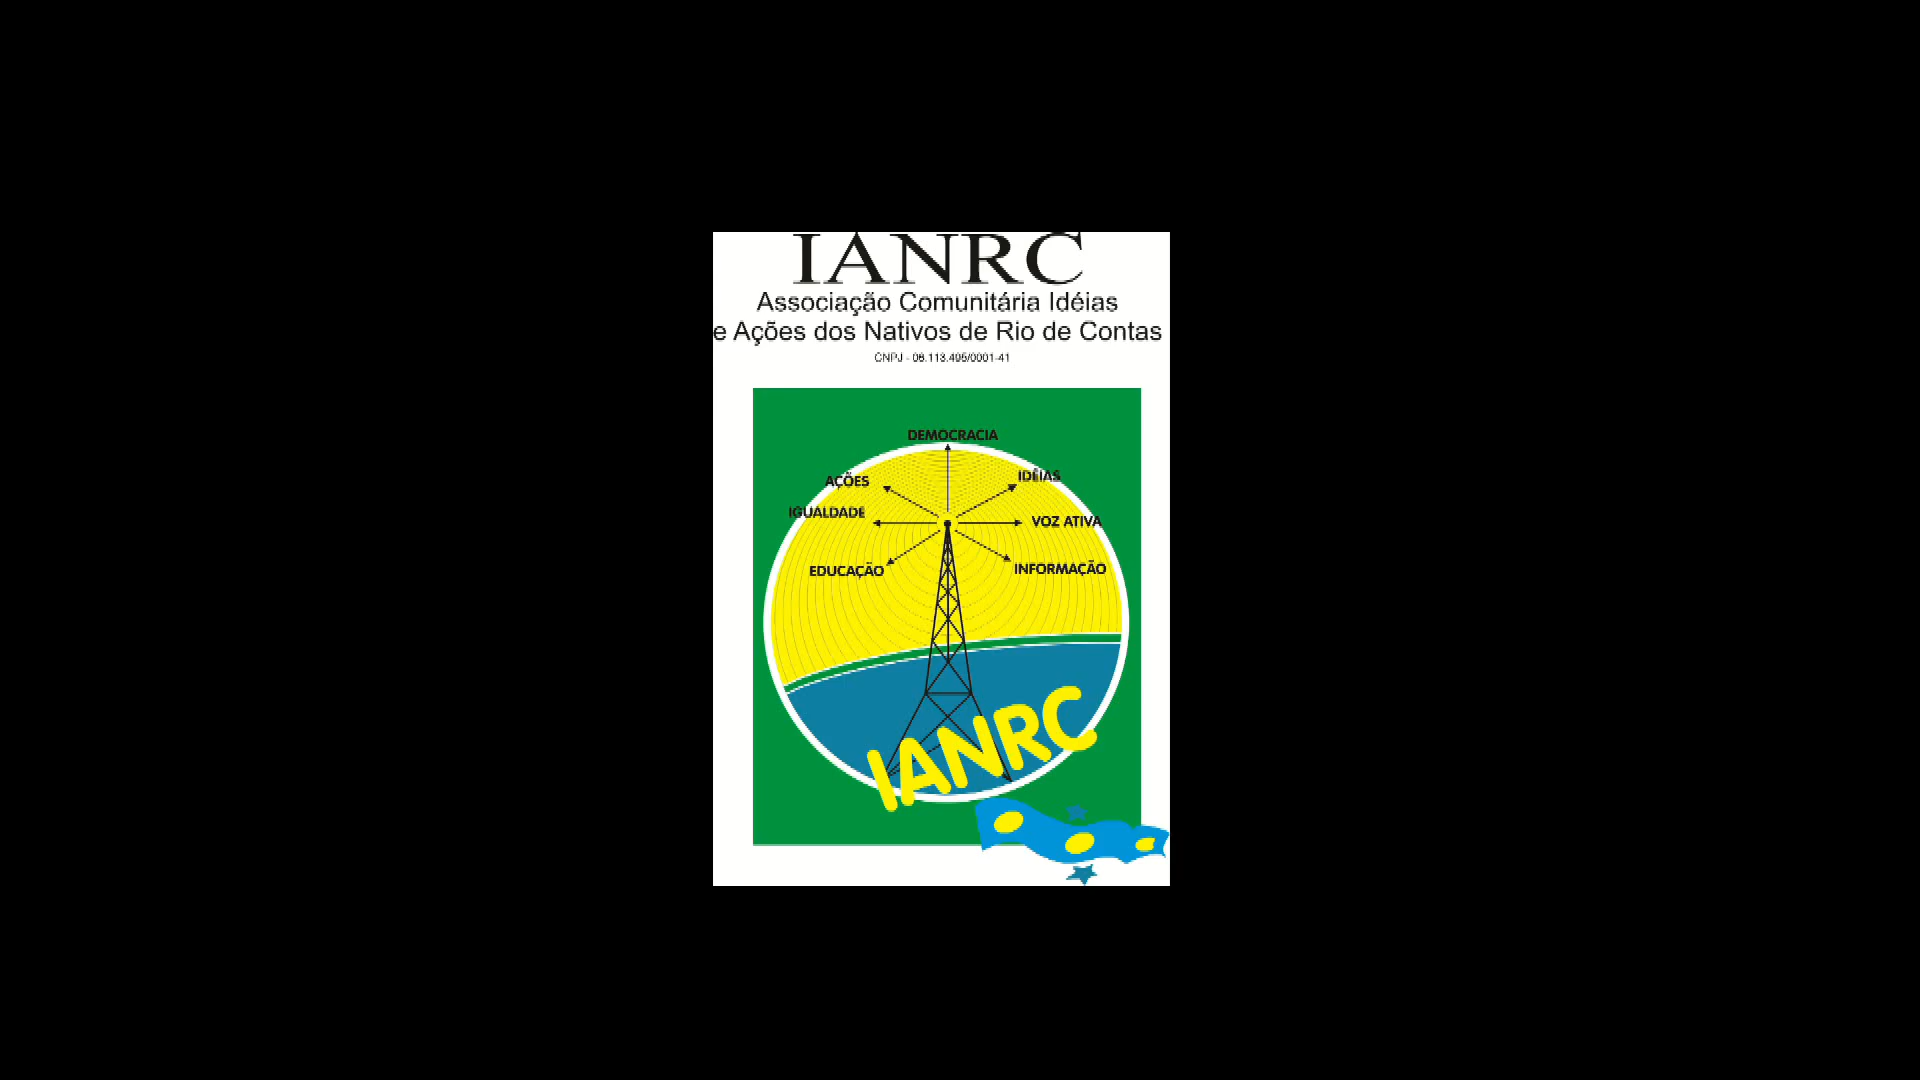 IANRC
Associação Comunitária Idéias
e Ações dos Nativos de Rio de Contas
CNPJ - 06.113.495/0001-41
DEMOCRACIA
AÇÕES
IDÉIAS
IGUALDADE
VOZ ATIVA
EDUCAÇÃO
INFORMAÇÃO
IANRC